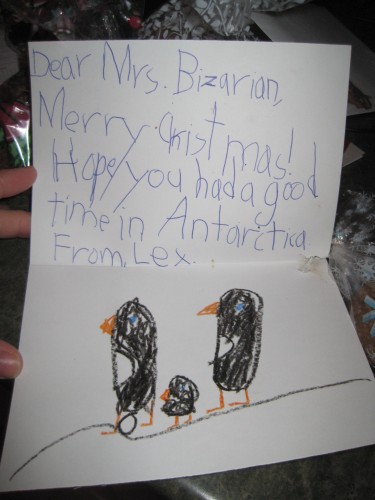 Dear Mrs. Bizarian,
Merry Christmas!
Hope you had a good
time in Antarctica
From, Lex.